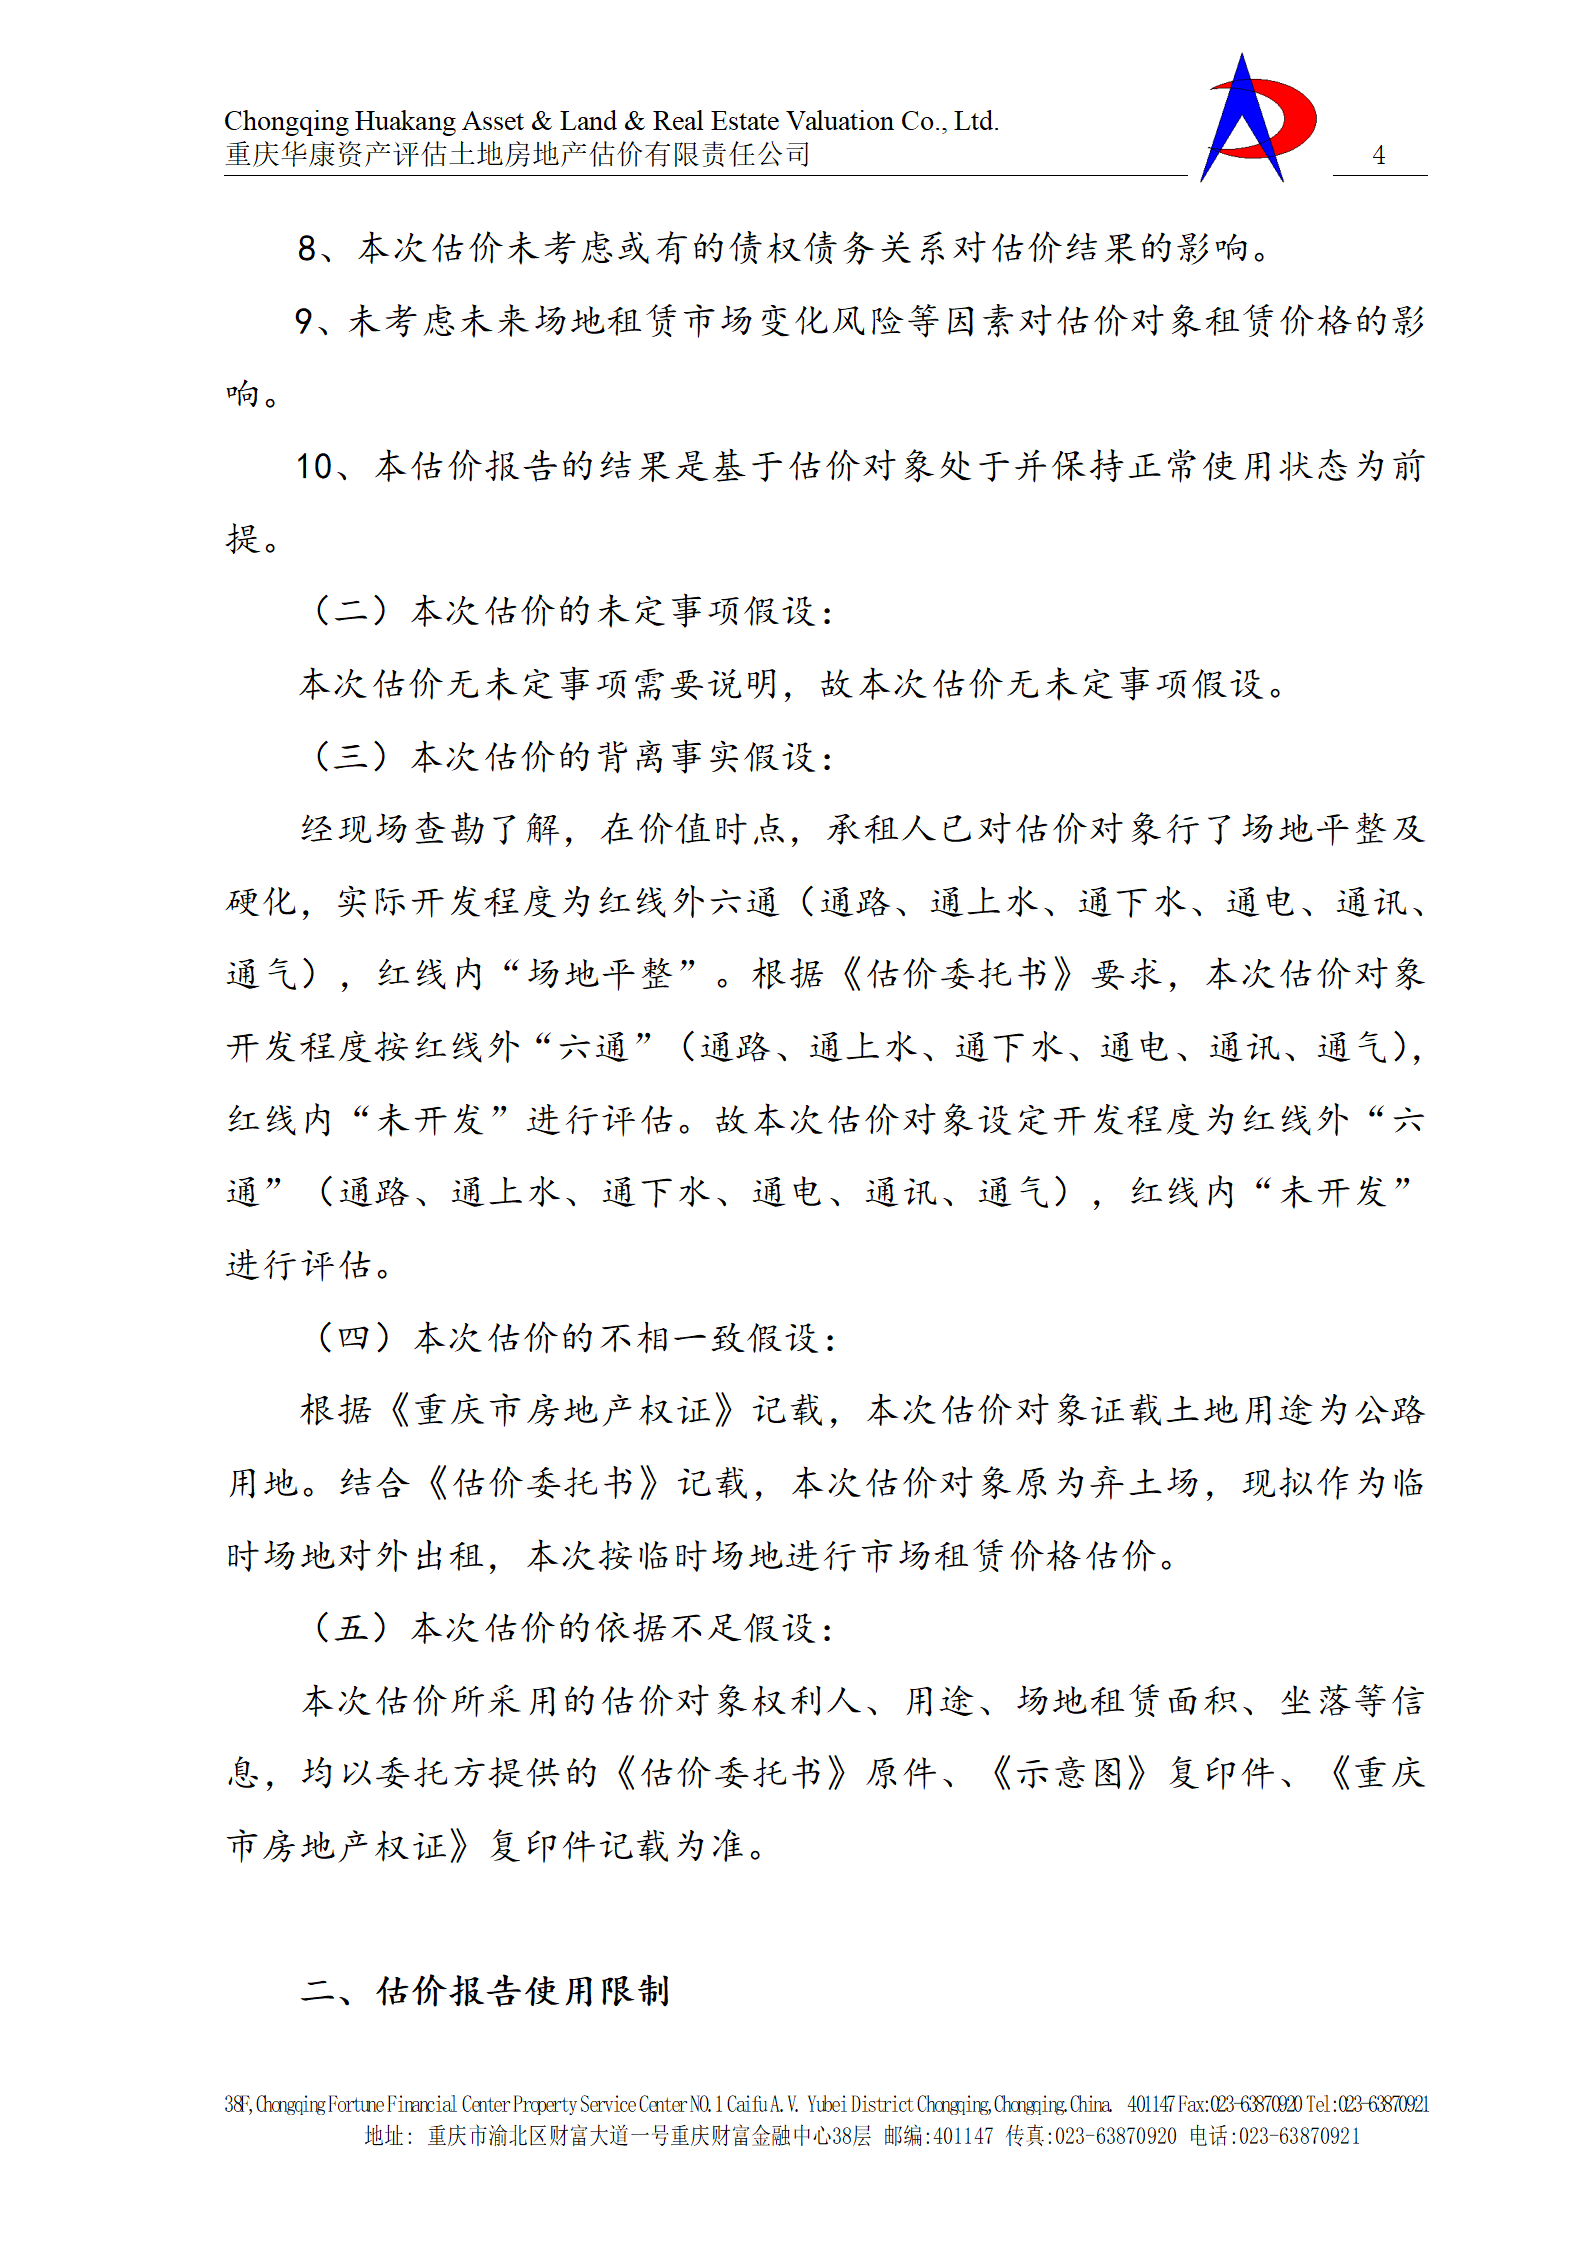 Chongqing Huakang Asset & Land & Real Estate Valuation Co., Ltd.
重庆华康资产评估土地房地产估价有限责任公司
4
8、本次估价未考虑或有的债权债务关系对估价结果的影响。
9、未考虑未来场地租赁市场变化风险等因素对估价对象租赁价格的影
响。
10、本估价报告的结果是基于估价对象处于并保持正常使用状态为前
提。
（二）本次估价的未定事项假设：
本次估价无未定事项需要说明，故本次估价无未定事项假设。
（三）本次估价的背离事实假设：
经现场查勘了解，在价值时点，承租人已对估价对象行了场地平整及
硬化，实际开发程度为红线外六通（通路、通上水、通下水、通电、通讯、
通气），红线内“场地平整”。根据《估价委托书》要求，本次估价对象
开发程度按红线外“六通”（通路、通上水、通下水、通电、通讯、通气），
红线内“未开发”进行评估。故本次估价对象设定开发程度为红线外“六
通”（通路、通上水、通下水、通电、通讯、通气），红线内“未开发”
进行评估。
（四）本次估价的不相一致假设：
根据《重庆市房地产权证》记载，本次估价对象证载土地用途为公路
用地。结合《估价委托书》记载，本次估价对象原为弃土场，现拟作为临
时场地对外出租，本次按临时场地进行市场租赁价格估价。
（五）本次估价的依据不足假设：
本次估价所采用的估价对象权利人、用途、场地租赁面积、坐落等信
息，均以委托方提供的《估价委托书》原件、《示意图》复印件、《重庆
市房地产权证》复印件记载为准。
二、估价报告使用限制
38F, Chongqing Fortune Financial Center Property Service Center NO.1 Caifu A.V. Yubei District Chongqing, Chongqing. China. 401147 Fax:023-63870920 Tel:023-63870921
地址: 重庆市渝北区财富大道一号重庆财富金融中心38层 邮编:401147 传真:023-63870920 电话:023-63870921